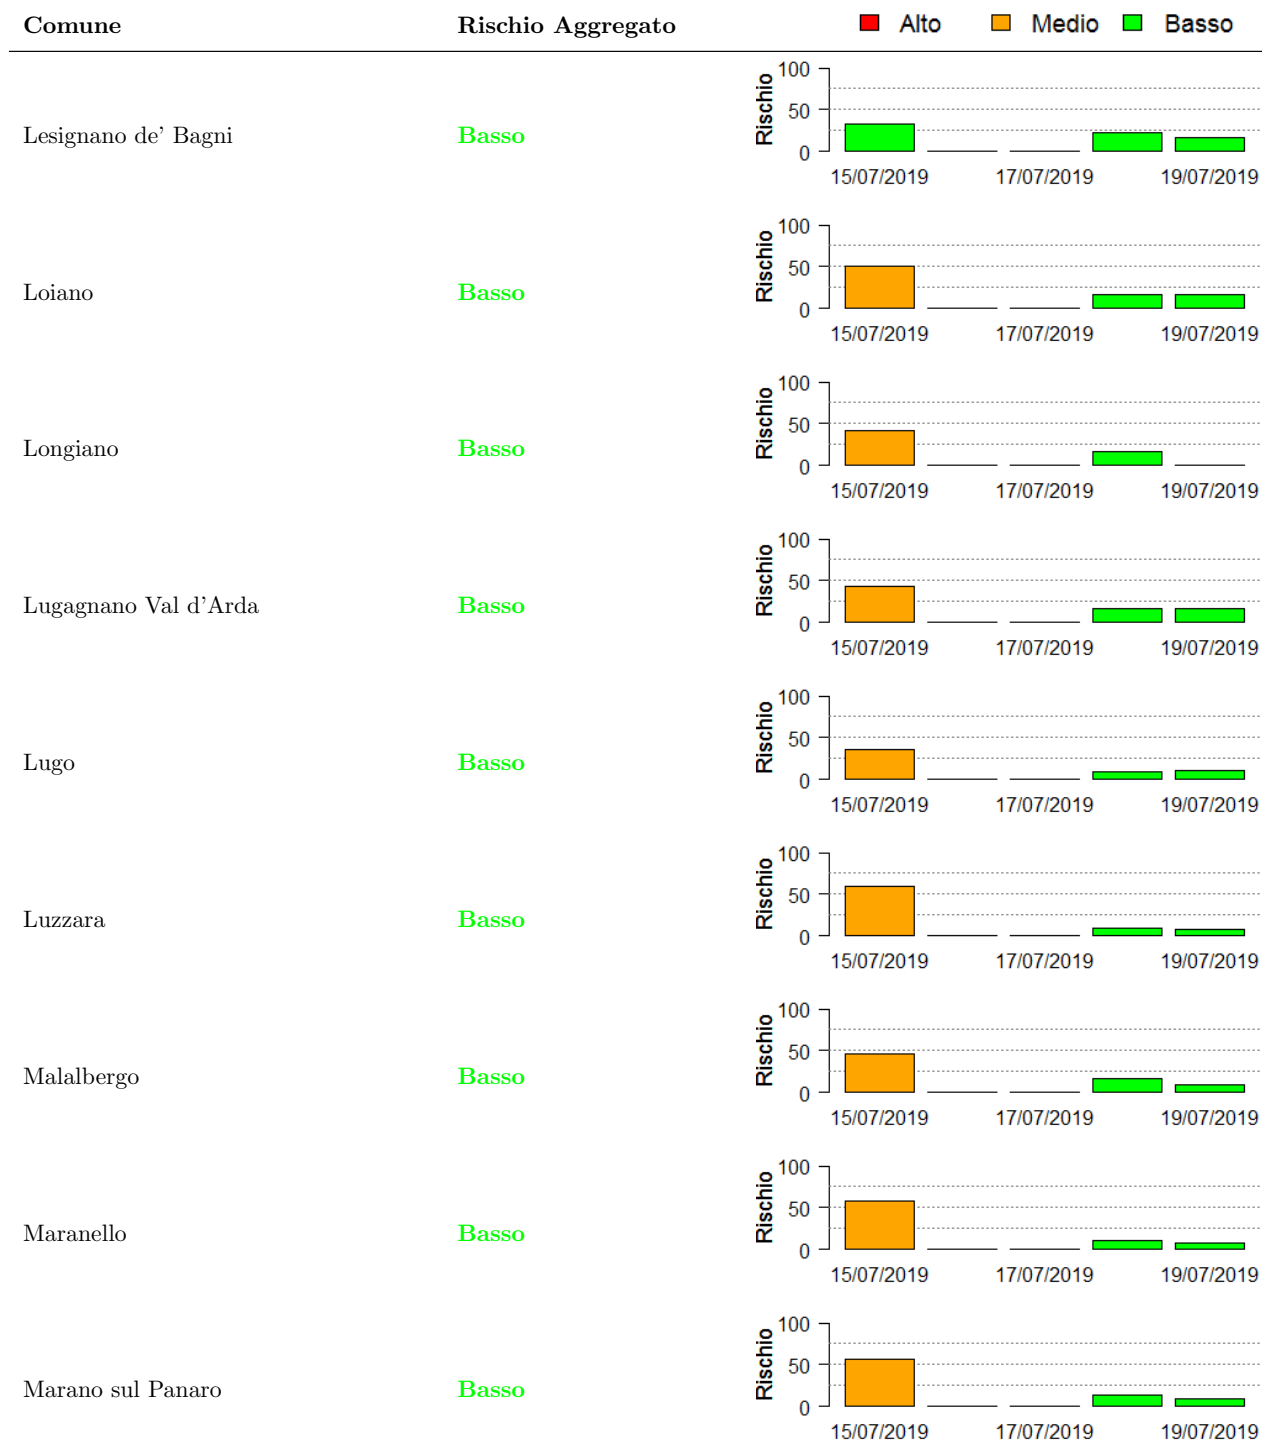 Comune Rischio Aggregato Alto Medio Basso
Lesignano de' Bagni Basso
Rischio
100
50
0
15/07/2019 17/07/2019 19/07/2019
Loiano Basso
Rischio
100
50
0
15/07/2019 17/07/2019 19/07/2019
Longiano Basso
Rischio
100
50
0
15/07/2019 17/07/2019 19/07/2019
Lugagnano Val d'Arda Basso
Rischio
100
50
0
15/07/2019 17/07/2019 19/07/2019
Lugo Basso
Rischio
100
50
0
15/07/2019 17/07/2019 19/07/2019
Luzzara Basso
Rischio
100
50
0
15/07/2019 17/07/2019 19/07/2019
Malalbergo Basso
Rischio
100
50
0
15/07/2019 17/07/2019 19/07/2019
Maranello Basso
Rischio
100
50
0
15/07/2019 17/07/2019 19/07/2019
Marano sul Panaro Basso
Rischio
100
50
0
15/07/2019 17/07/2019 19/07/2019